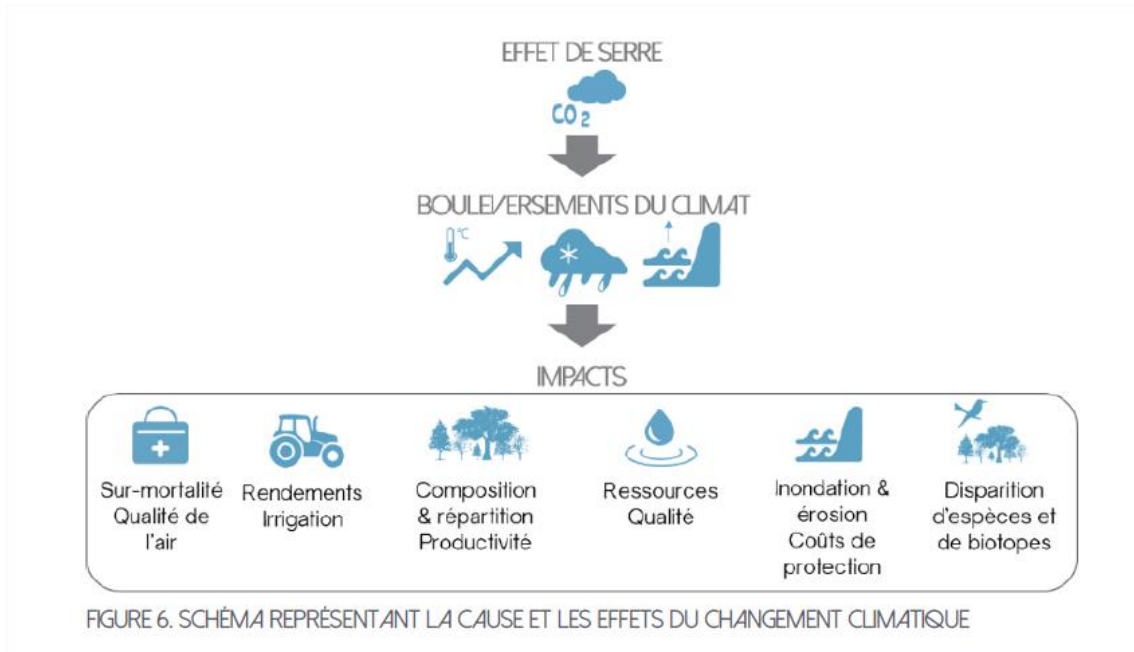 EFFET DE SERRE
CO2
BOULEVERSEMENTS DU CLIMAT
°C
IMPACTS
Sur-mortalité
Qualité de
l'air
Rendements
Irrigation
Composition
& répartition
Productivité
Ressources
Qualité
Inondation &
érosion
Coûts de
protection
Disparition
d'espèces et
de biotopes
FIGURE 6. SCHÉMA REPRÉSENTANT LA CAUSE ET LES EFFETS DU CHANGEMENT CLIMATIQUE